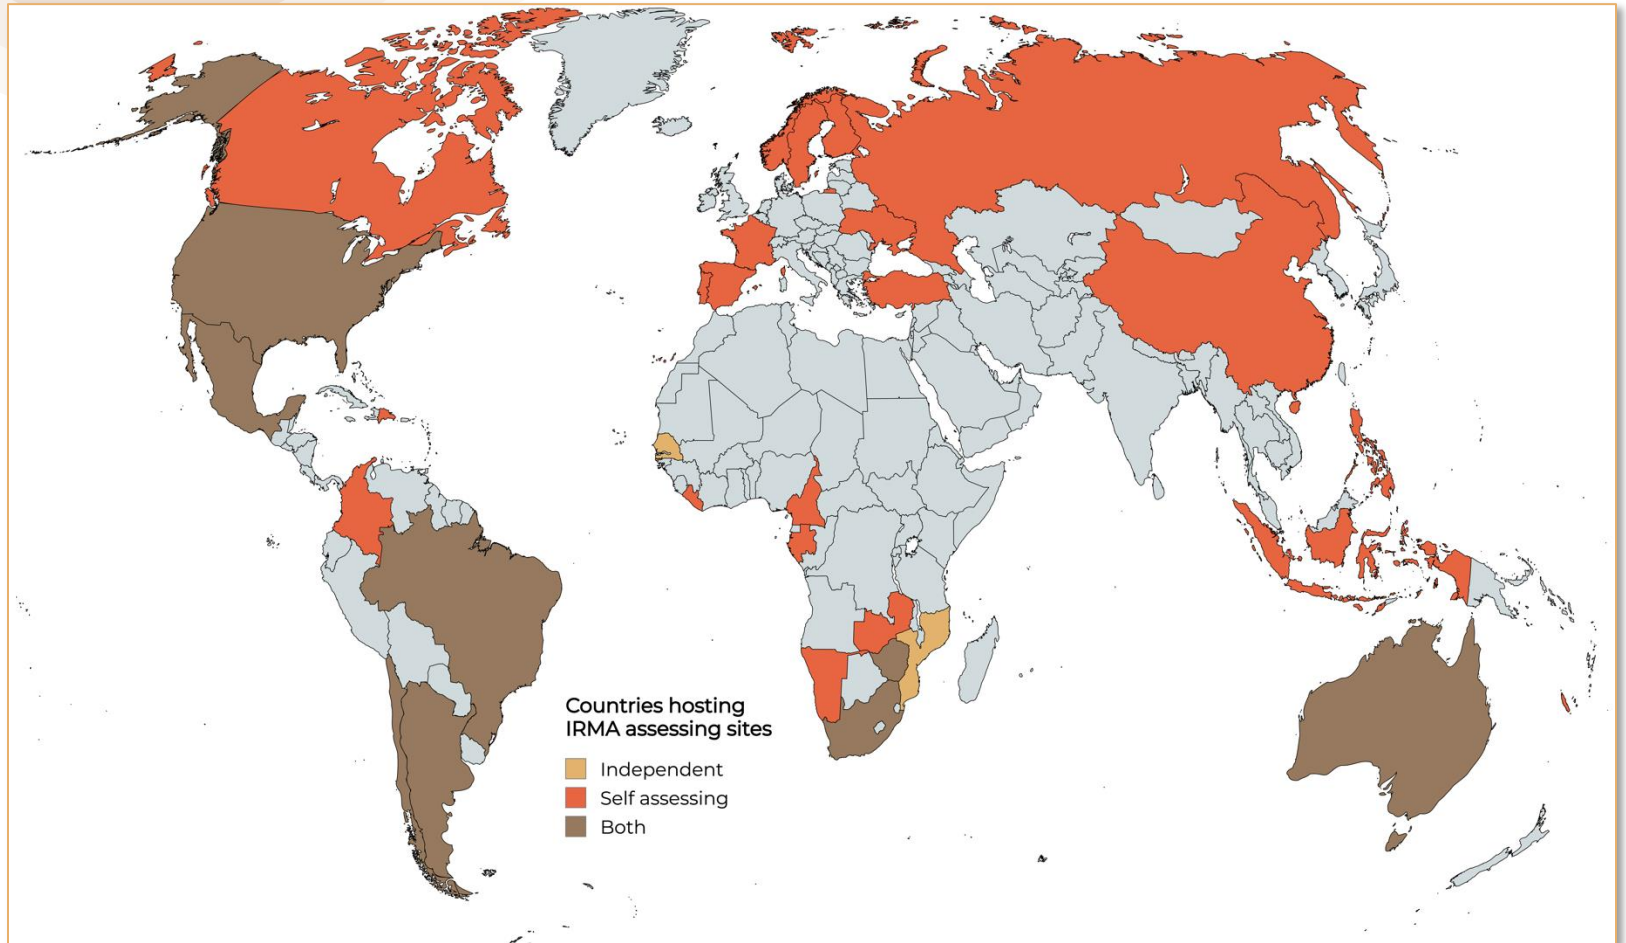 Countries hosting
IRMA assessing sites
Independent
Self assessing
Both